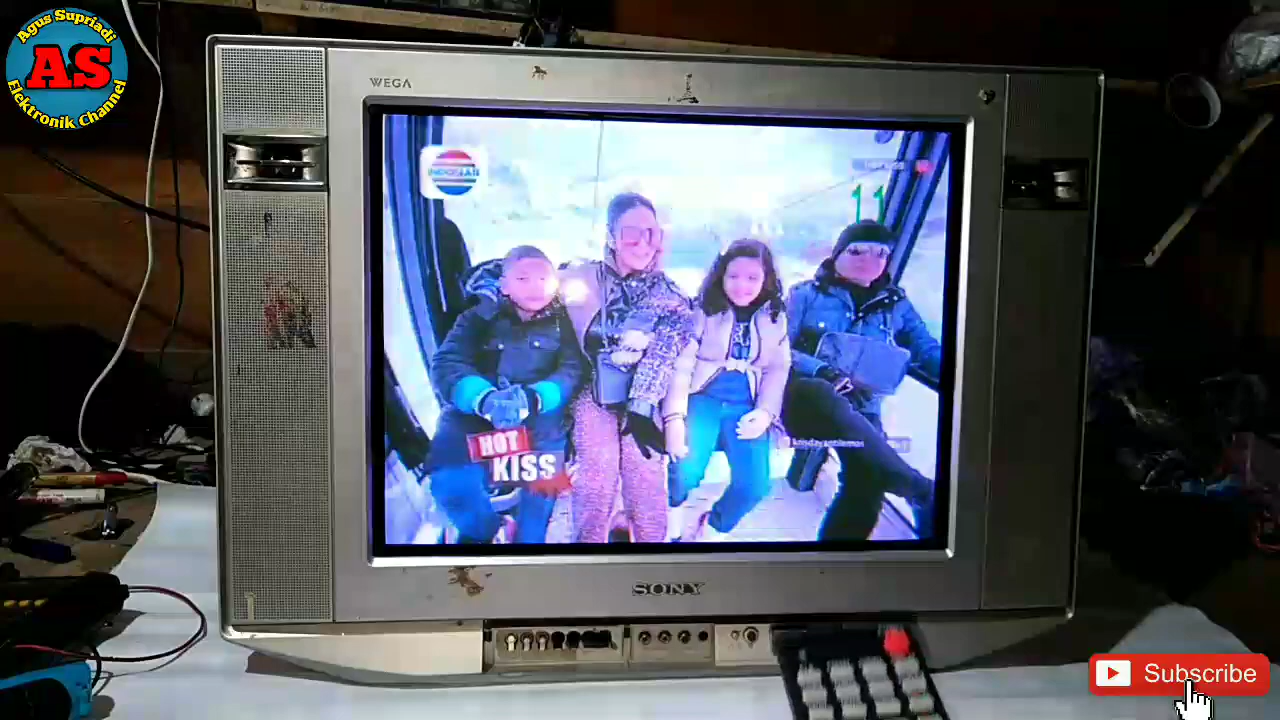 Agus Supriadi
AS
Elektronik Channel
WEGA
INDOSIAR
11
HOT
KISS
SONY
Subscribe